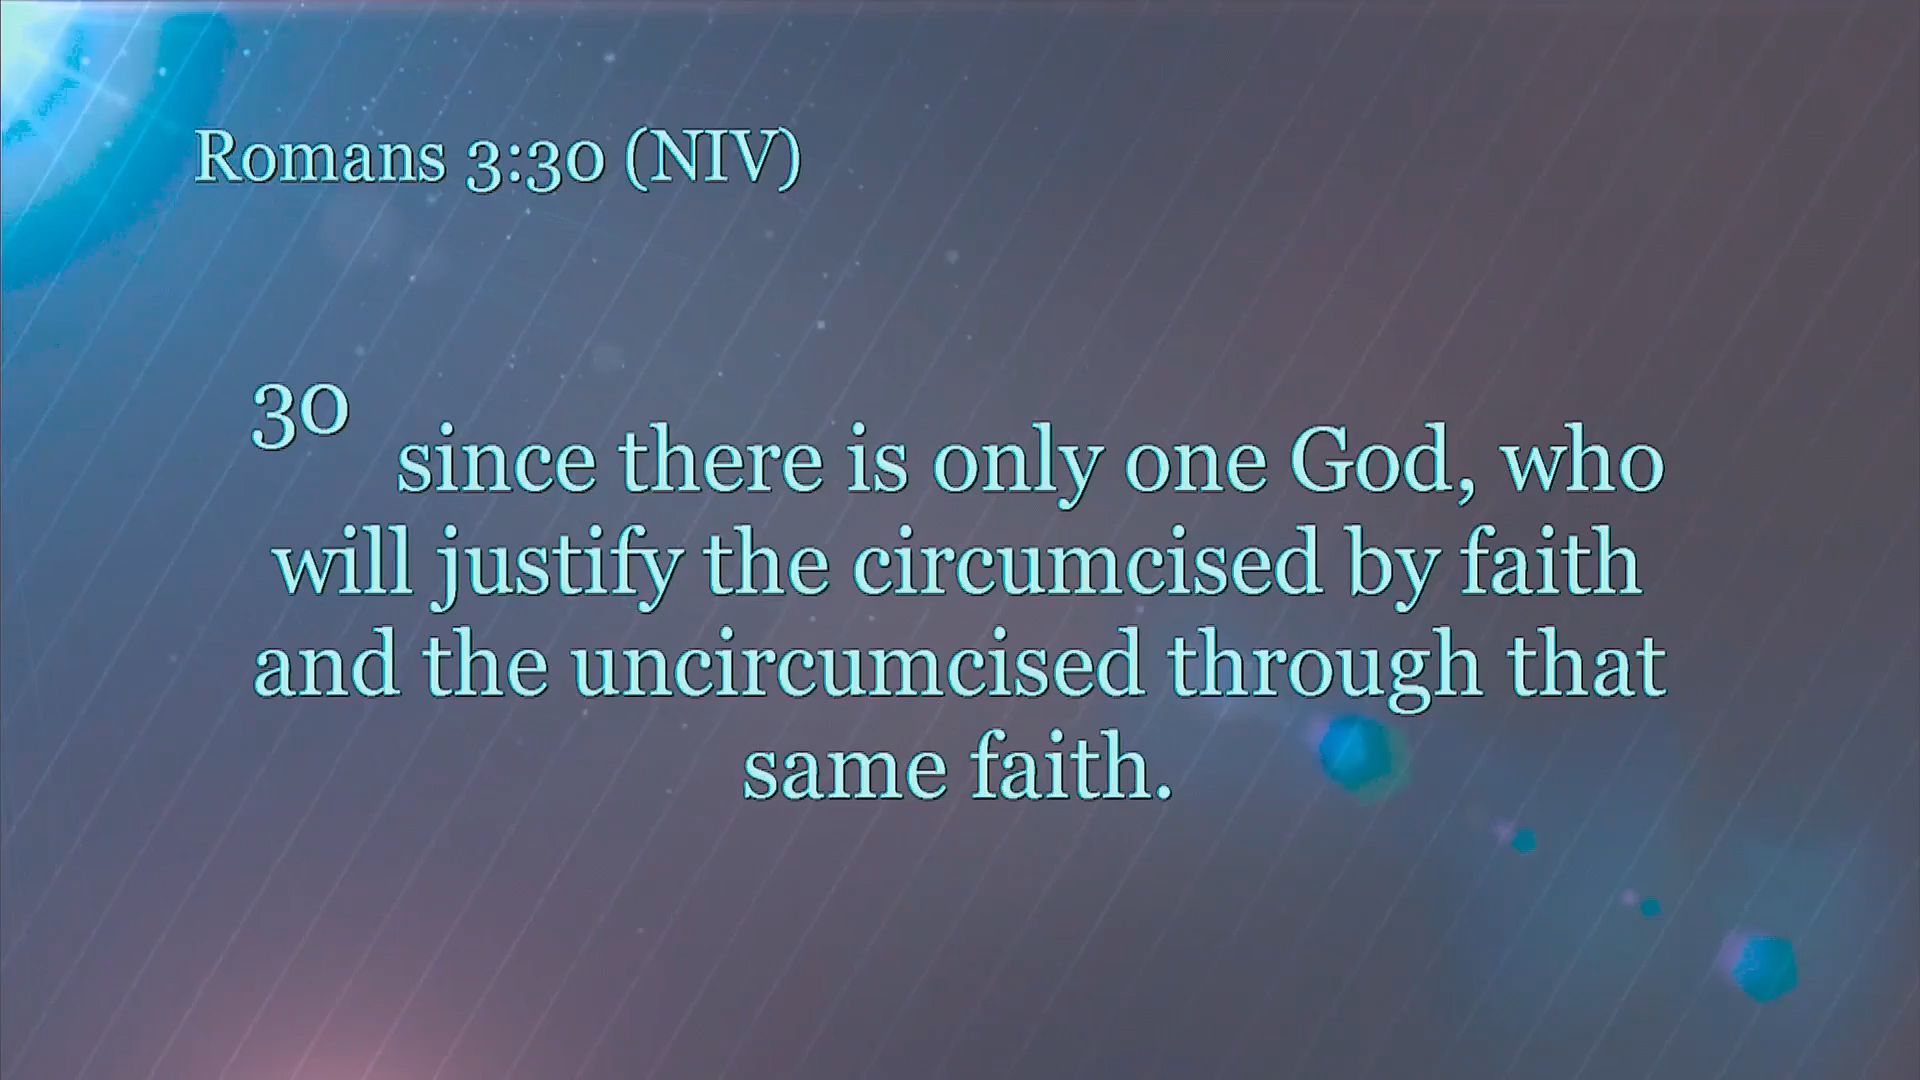 Romans 3:30 (NIV)
30 since there is only one God, who
will justify the circumcised by faith
and the uncircumcised through that
same faith.